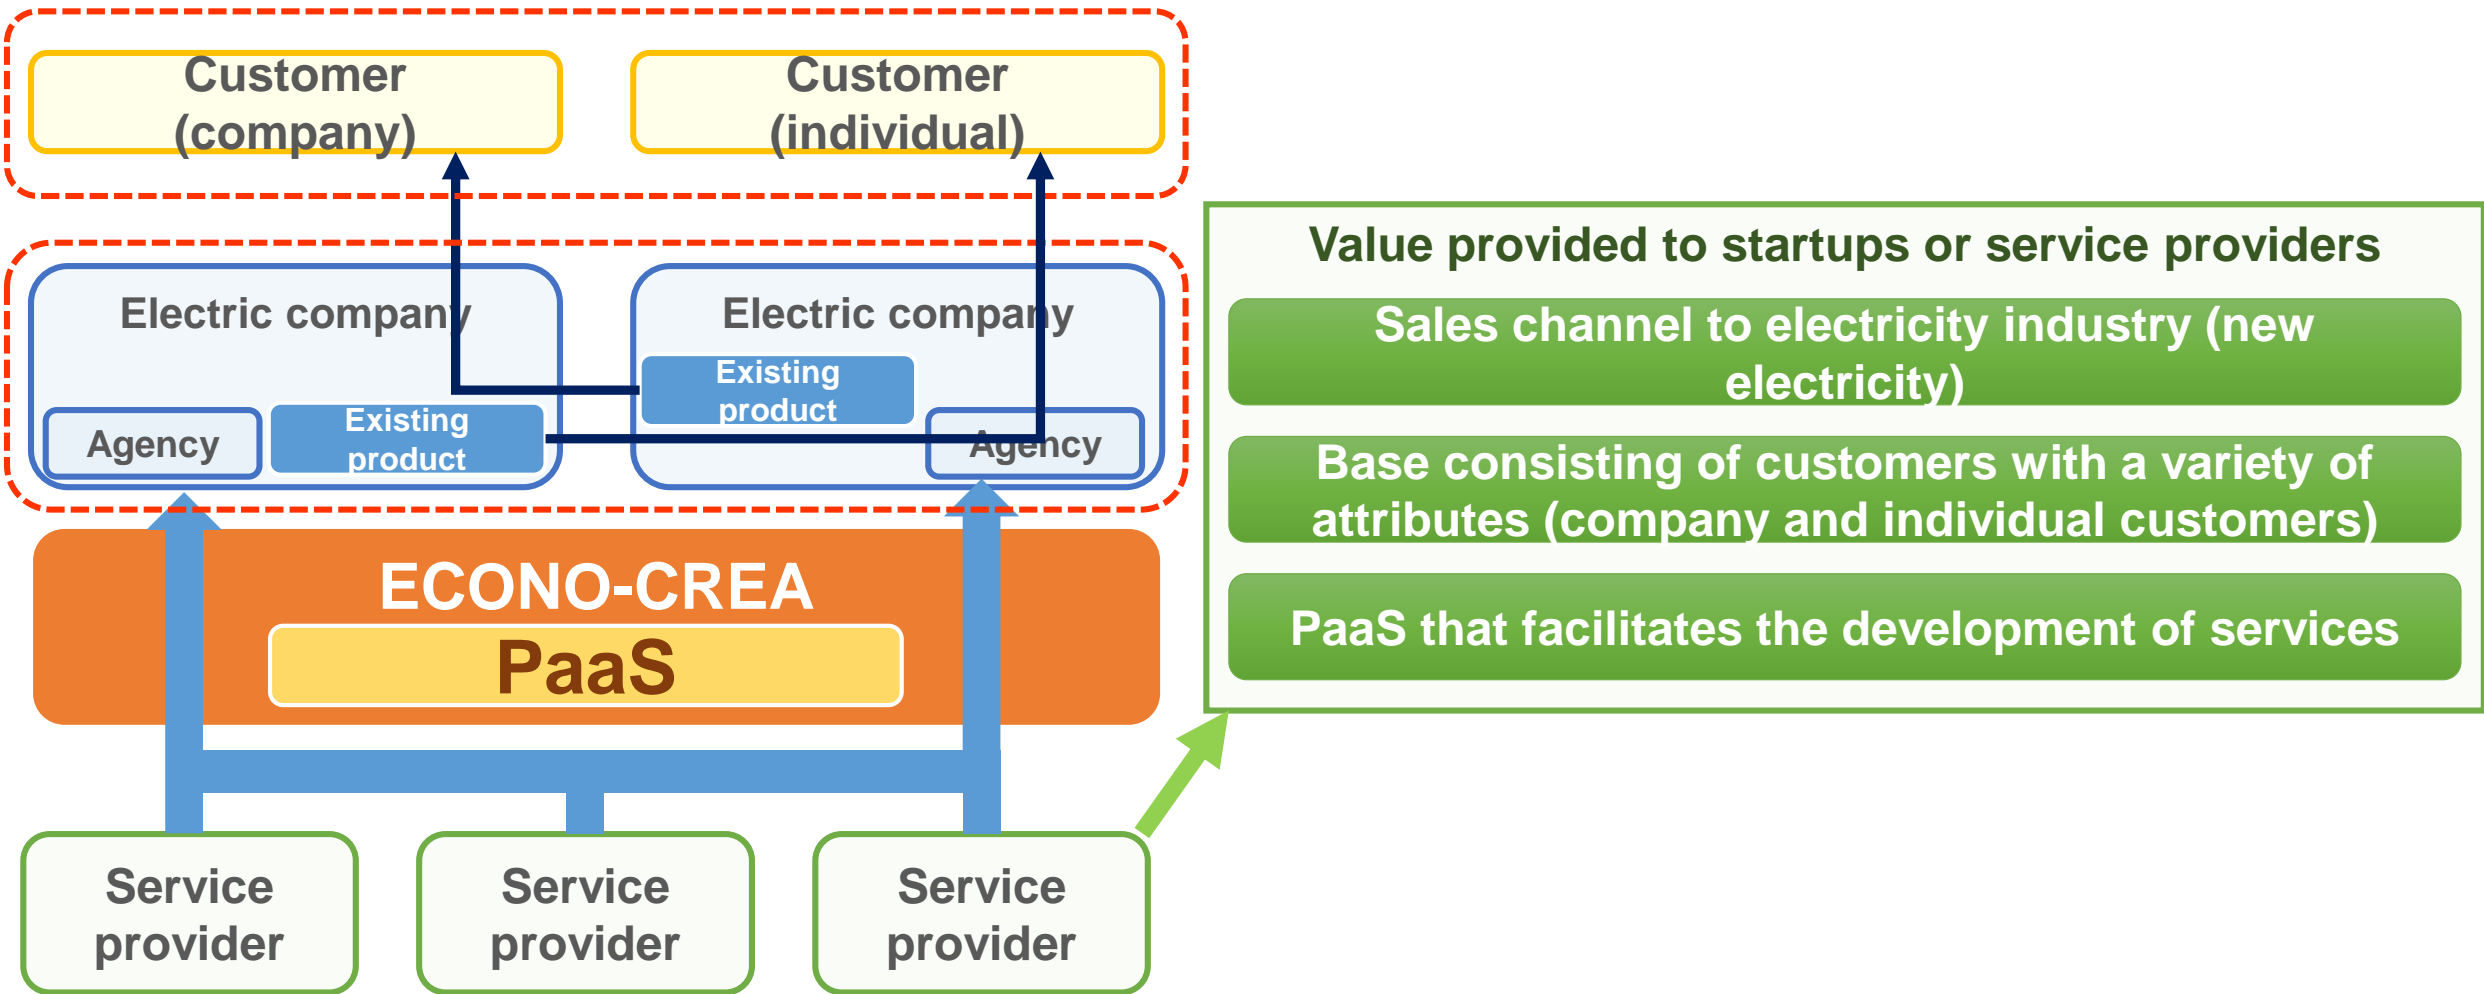 Customer
(company)
Customer
(individual)
Electric company
Agency
Existing
product
Electric company
Existing
product
Agency
ECONO-CREA
PaaS
Service
provider
Service
provider
Service
provider
Value provided to startups or service providers
Sales channel to electricity industry (new
electricity)
Base consisting of customers with a variety of
attributes (company and individual customers)
PaaS that facilitates the development of services